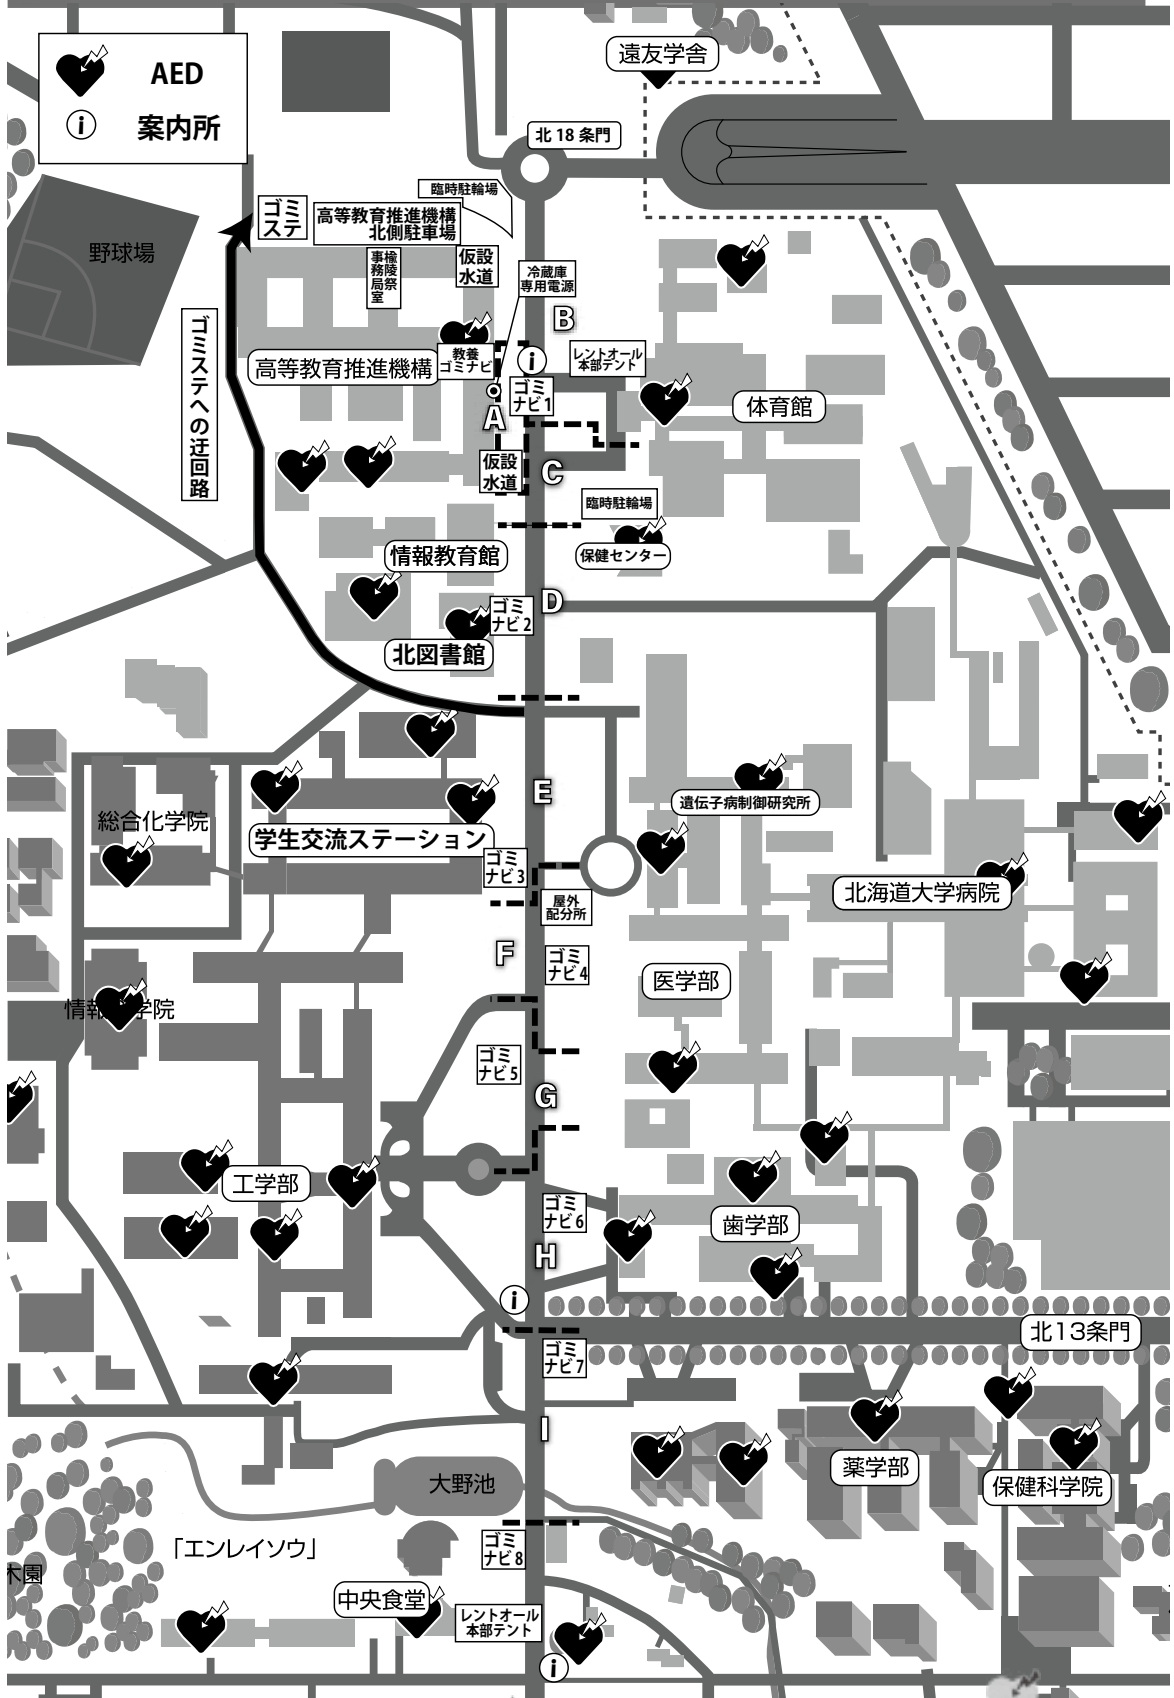 AED
i
案内所
遠友学舎
北18条門
臨時駐輪場
ゴミ
ステ
高等教育推進機構
北側駐車場
野球場
楡陵祭
事務局室
仮設
水道
冷蔵庫
専用電源
B
ゴミステへの迂回路
高等教育推進機構
教養
ゴミナビ
i
レントオール
本部テント
ゴミ
ナビ1
A
体育館
仮設
水道
C
臨時駐輪場
情報教育館
保健センター
ゴミ
ナビ2
D
北図書館
E
遺伝子病制御研究所
総合化学院
学生交流ステーション
ゴミ
ナビ3
北海道大学病院
屋外
配分所
F
ゴミ
ナビ4
医学部
情報
学院
ゴミ
ナビ5
G
工学部
ゴミ
ナビ6
歯学部
H
i
北13条門
ゴミ
ナビ7
I
薬学部
大野池
保健科学院
「エンレイソウ」
ゴミ
ナビ8
木園
中央食堂
レントオール
本部テント
i